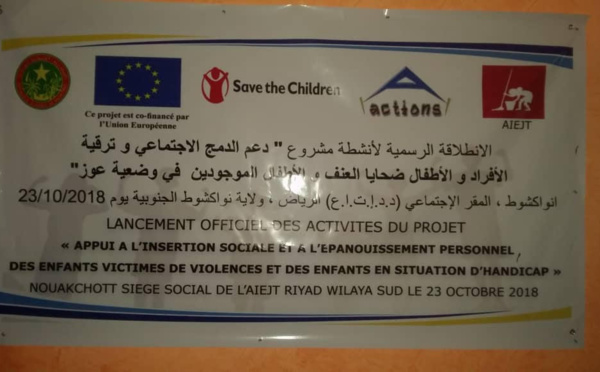 Ce projet est co-financé par
l'Union Européenne
Save the Children
actions
AIEJT
الانطلاقة الرسمية لأنشطة مشروع " دعم الدمج الاجتماعي و ترقية
الأفراد و الأطفال ضحايا العنف و الأطفال الموجودين في وضعية عوز"
انواكشوط ، المقر الإجتماعي (د.د.إ.ت.ا.ع) الرياض ، ولاية نواكشوط الجنوبية يوم 23/10/2018
LANCEMENT OFFICIEL DES ACTIVITES DU PROJET
« APPUI A L'INSERTION SOCIALE ET A L'EPANOUISSEMENT PERSONNEL
DES ENFANTS VICTIMES DE VIOLENCES ET DES ENFANTS EN SITUATION D'HANDICAP »
NOUAKCHOTT SIEGE SOCIAL DE L'AIEJT RIYAD WILAYA SUD LE 23 OCTOBRE 2018